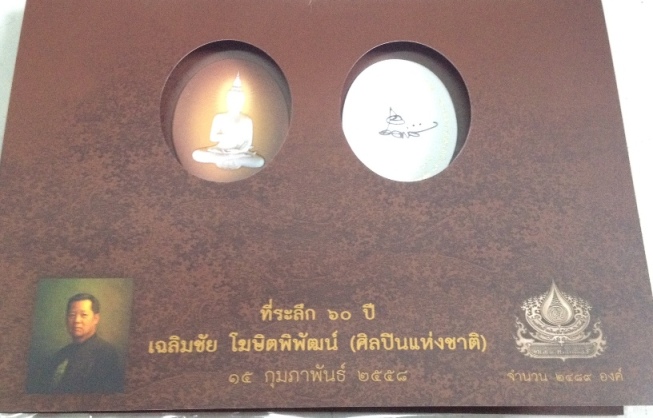 ที่ระลึก ๖๐ ปี
เฉลิมชัย โฆษิตพิพัฒน์ (ศิลปินแห่งชาติ)
๑๕ กุมภาพันธ์ ๒๕๕๘
จำนวน ๒๔๘๙ องค์